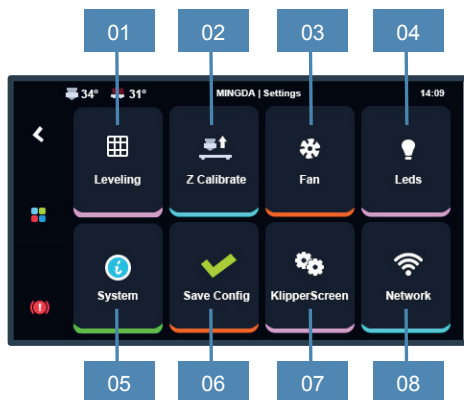 01 02 03 04
34° 31° MINGDA | Settings 14:09
Leveling Z Calibrate Fan Leds
i
System Save Config KlipperScreen Network
05 06 07 08